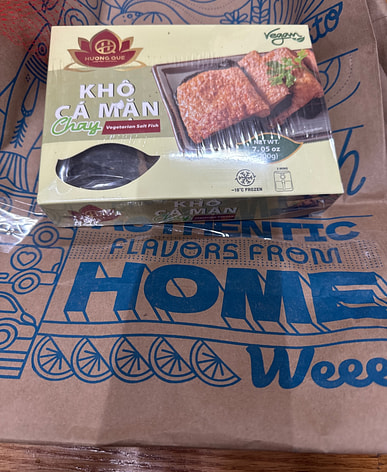 Vegan
HƯƠNG QUÊ
KHÔ
CÁ MẶN
Chay
Vegetarian Salt Fish
NET WT.
7.05 oz
(200g)
-18°C FROZEN
KHÔ
CÁ MẶN
AUTHENTIC
FLAVORS FROM
HOME
Weee